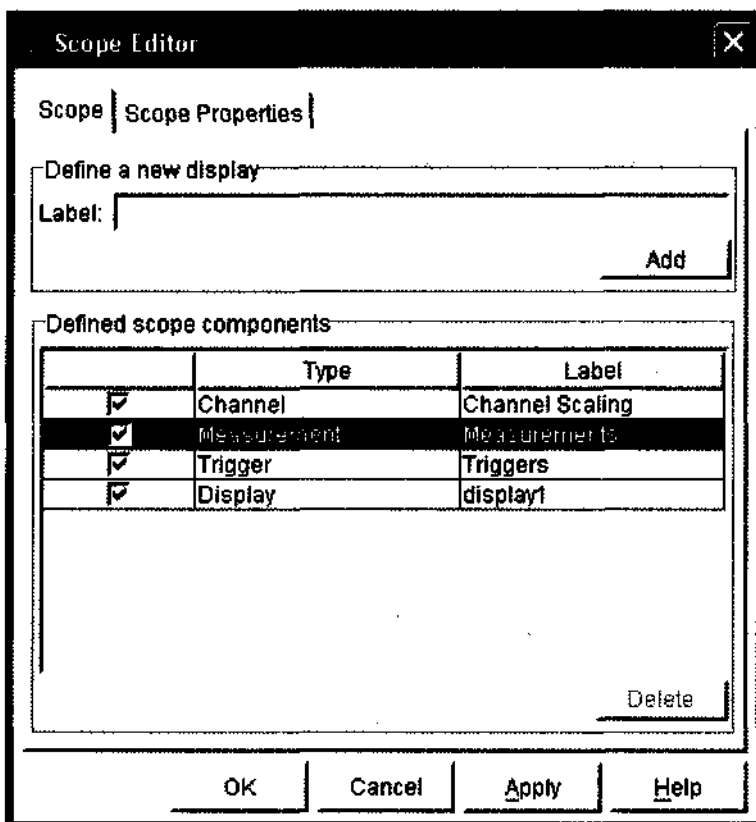 Scope Editor
Scope Scope Properties
Define a new display
Label:
Add
Defined scope components
Type Label
Channel Channel Scaling
Measurement Measurements
Trigger Triggers
Display display1
Delete
OK Cancel Apply Help